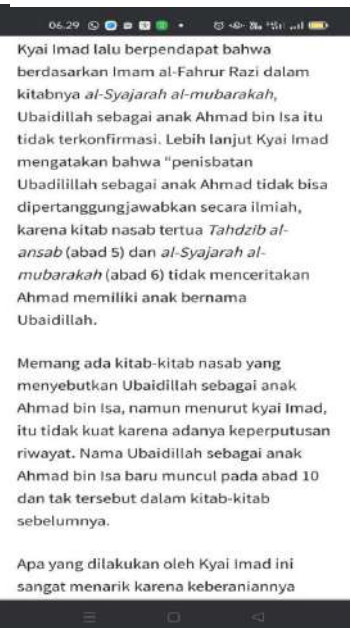 06.29
Kyai Imad lalu berpendapat bahwa
berdasarkan Imam al-Fahrur Razi dalam
kitabnya al-Syajarah al-mubarakah,
Ubaidillah sebagai anak Ahmad bin Isa itu
tidak terkonfirmasi. Lebih lanjut Kyai Imad
mengatakan bahwa "penisbatan
Ubadilillah sebagai anak Ahmad tidak bisa
dipertanggungjawabkan secara ilmiah,
karena kitab nasab tertua Tahdzib al-
ansab (abad 5) dan al-Syajarah al-
mubarakah (abad 6) tidak menceritakan
Ahmad memiliki anak bernama
Ubaidillah.
Memang ada kitab-kitab nasab yang
menyebutkan Ubaidillah sebagai anak
Ahmad bin Isa, namun menurut kyai Imad,
itu tidak kuat karena adanya keperputusan
riwayat. Nama Ubaidillah sebagai anak
Ahmad bin Isa baru muncul pada abad 10
dan tak tersebut dalam kitab-kitab
sebelumnya.
Apa yang dilakukan oleh Kyai Imad ini
sangat menarik karena keberaniannya